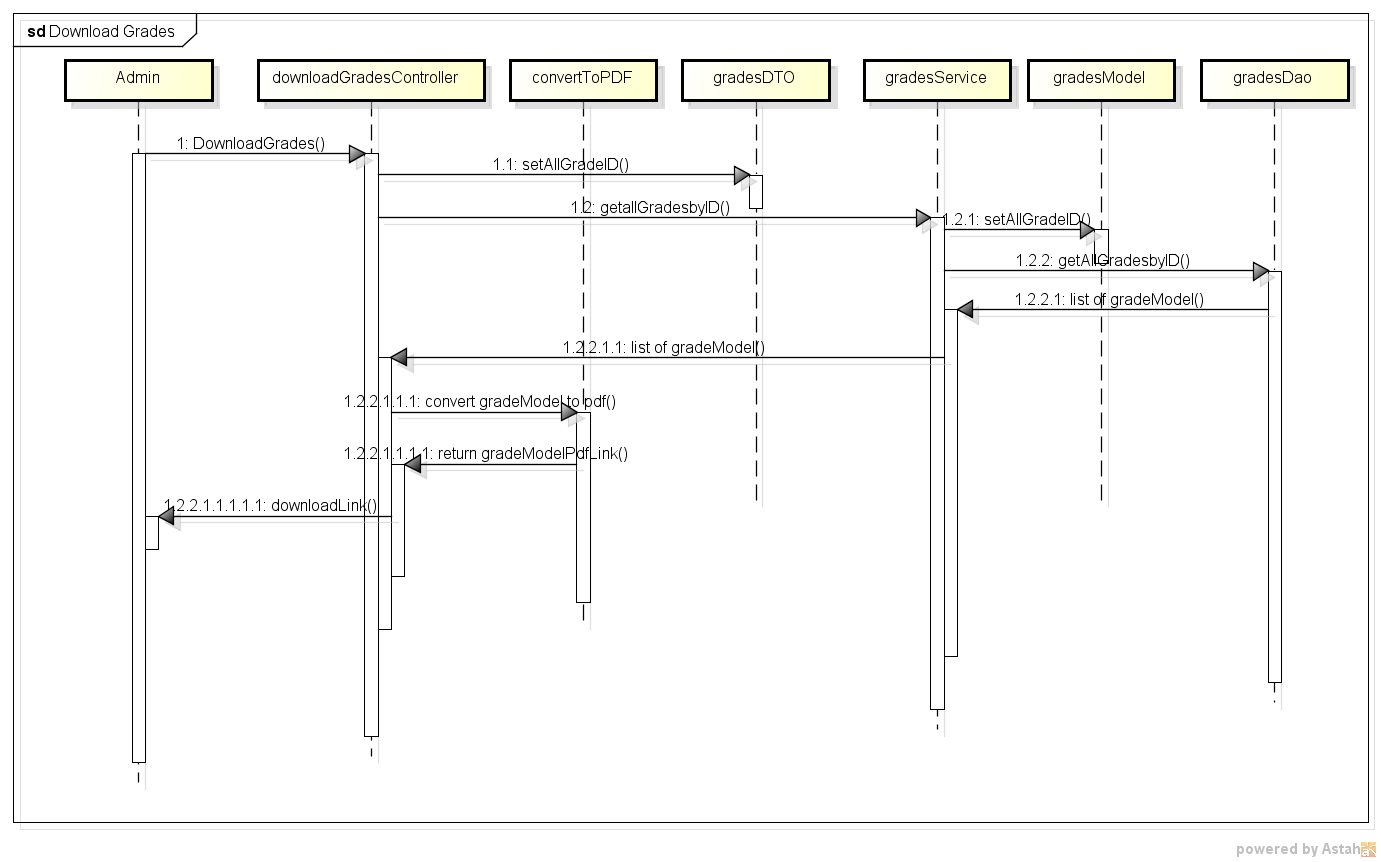 sd Download Grades
Admin
downloadGradesController
convertToPDF
gradesDTO
gradesService
gradesModel
gradesDao
1: DownloadGrades()
1.1: setAllGradeID()
1.2: getallGradesbyID()
1.2.1: setAllGradeID()
1.2.2: getAllGradesbyID()
1.2.2.1: list of gradeModel()
1.2.2.1.1: list of gradeModel()
1.2.2.1.1.1: convert gradeModel to pdf()
1.2.2.1.1.1.1: return gradeModelPdfLink()
1.2.2.1.1.1.1.1: downloadLink()
powered by Astah